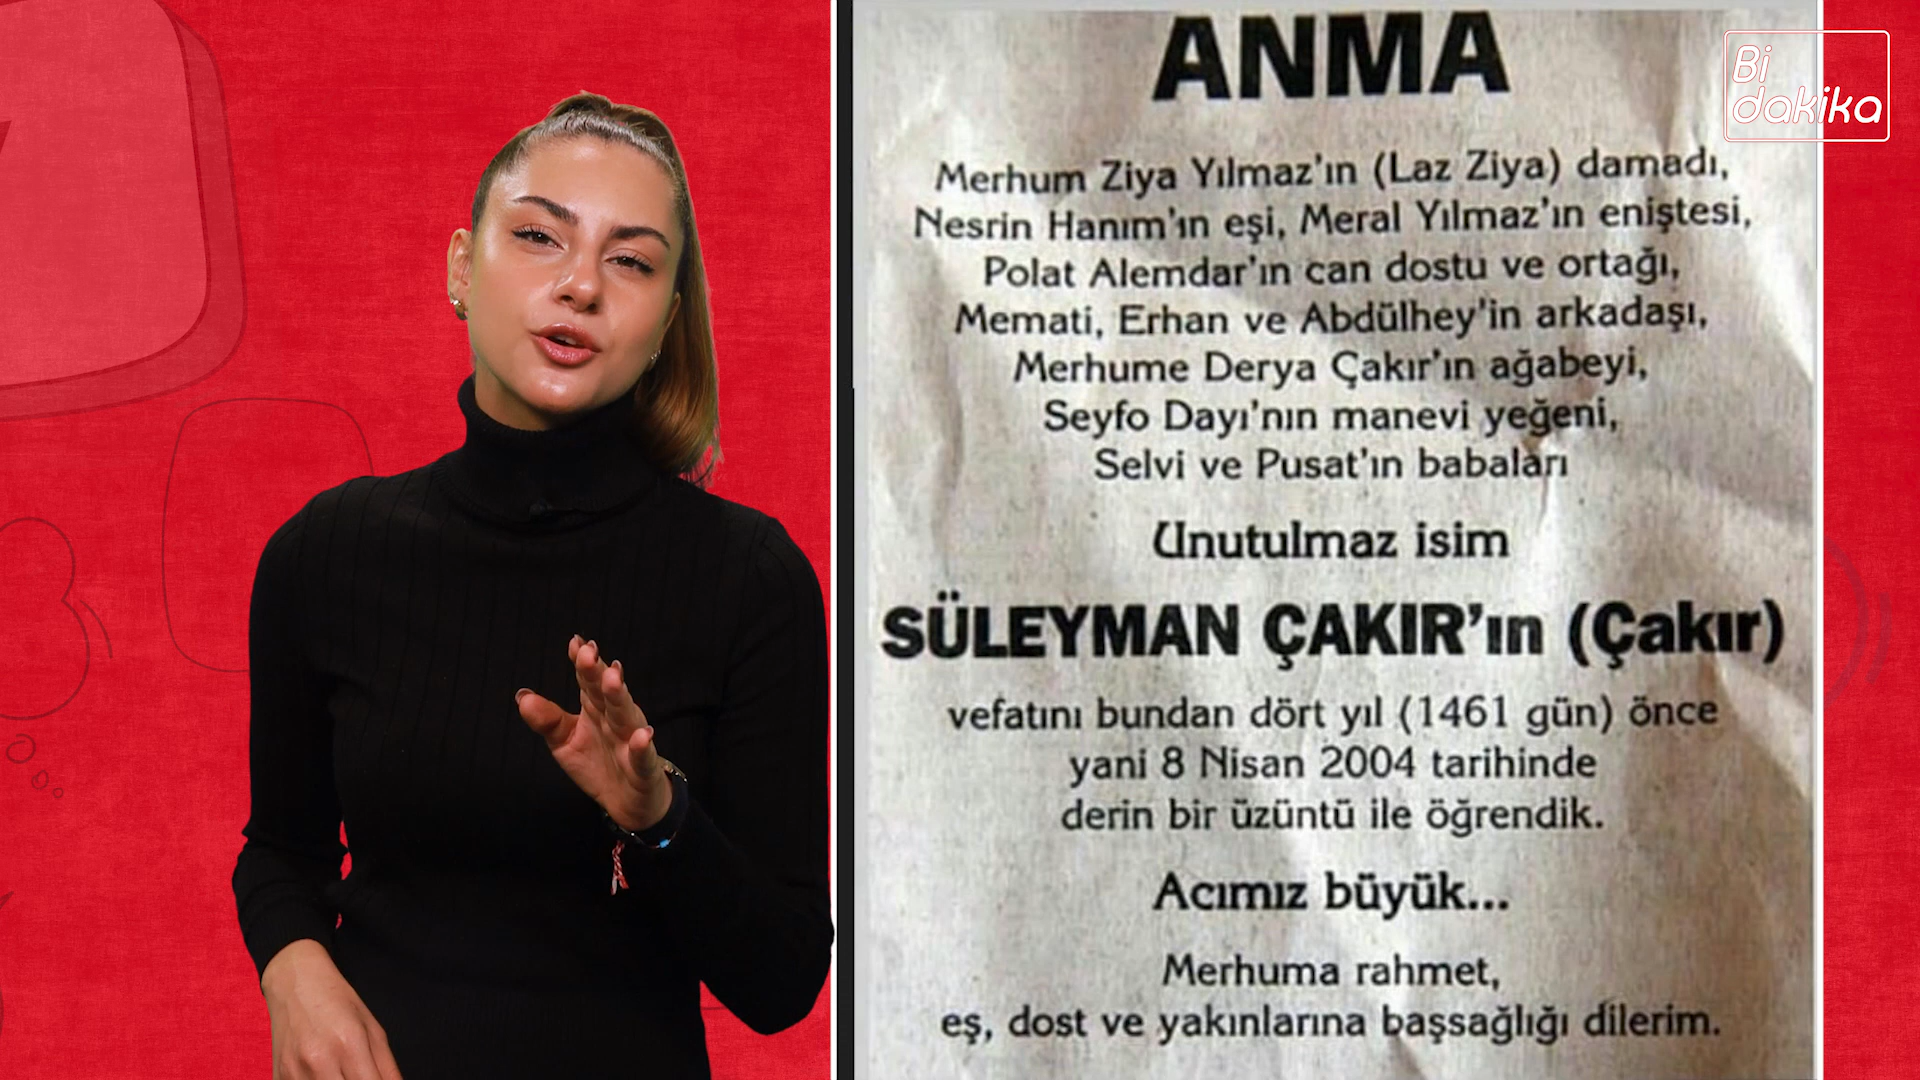 Bi
dakika
ANMA
Merhum Ziya Yılmaz'ın (Laz Ziya) damadı,
Nesrin Hanım'ın eşi, Meral Yılmaz'ın eniştesi,
Polat Alemdar'ın can dostu ve ortağı,
Memati, Erhan ve Abdülhey'in arkadaşı,
Merhume Derya Çakır'ın ağabeyi,
Seyfo Dayı'nın manevi yeğeni,
Selvi ve Pusat'ın babaları
Unutulmaz isim
SÜLEYMAN ÇAKIR'ın (Çakır)
vefatını bundan dört yıl (1461 gün) önce
yani 8 Nisan 2004 tarihinde
derin bir üzüntü ile öğrendik.
Acımız büyük...
Merhuma rahmet,
eş, dost ve yakınlarına başsağlığı dilerim.